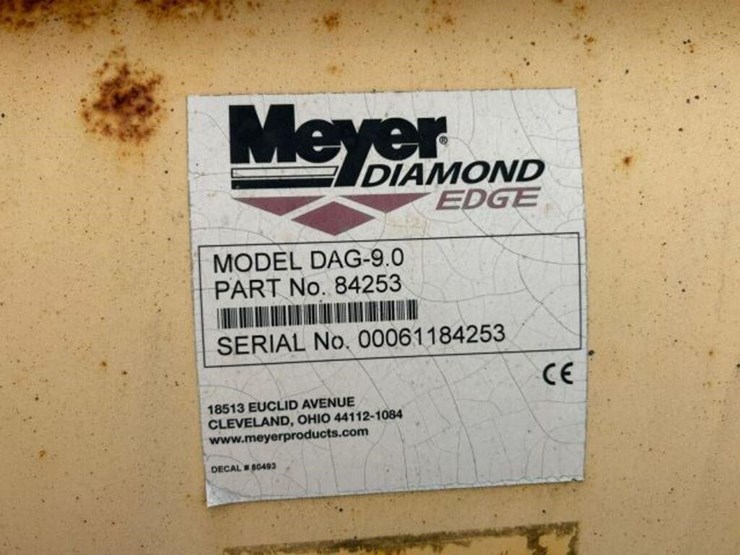 Meyer®
DIAMOND
EDGE
MODEL DAG-9.0
PART No. 84253
SERIAL No. 00061184253
CE
18513 EUCLID AVENUE
CLEVELAND, OHIO 44112-1084
www.meyerproducts.com
DECAL # 80493